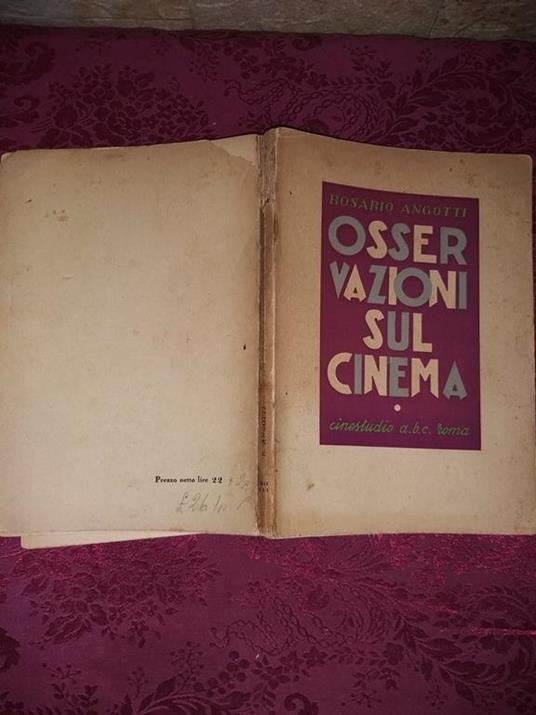 ROSARIO ANGOTTI
OSSER
VAZIONI
SUL
CINEMA
cinestudio a.b.c. roma
Prezzo netto lire 22